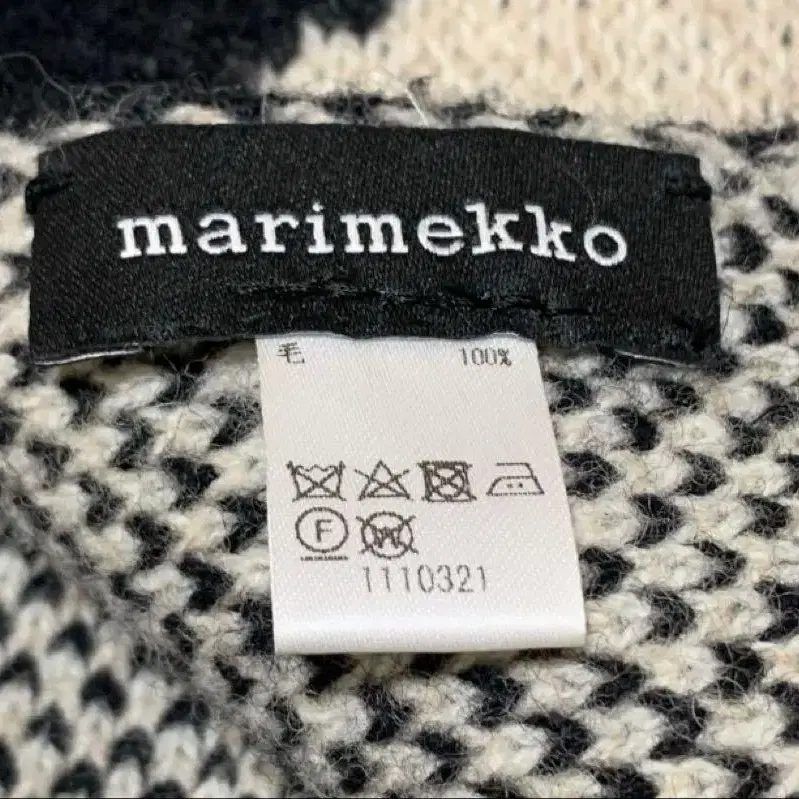 marimekko
毛 100%
F W
1110321